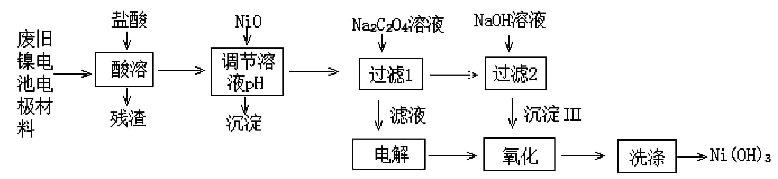 盐酸
NiO
Na₂C₂O₄溶液
NaOH溶液
废旧
镍电
池电
极材
料
酸溶
调节溶
液pH
过滤1
过滤2
残渣
沉淀
滤液
沉淀Ⅲ
电解
氧化
洗涤
Ni(OH)₃